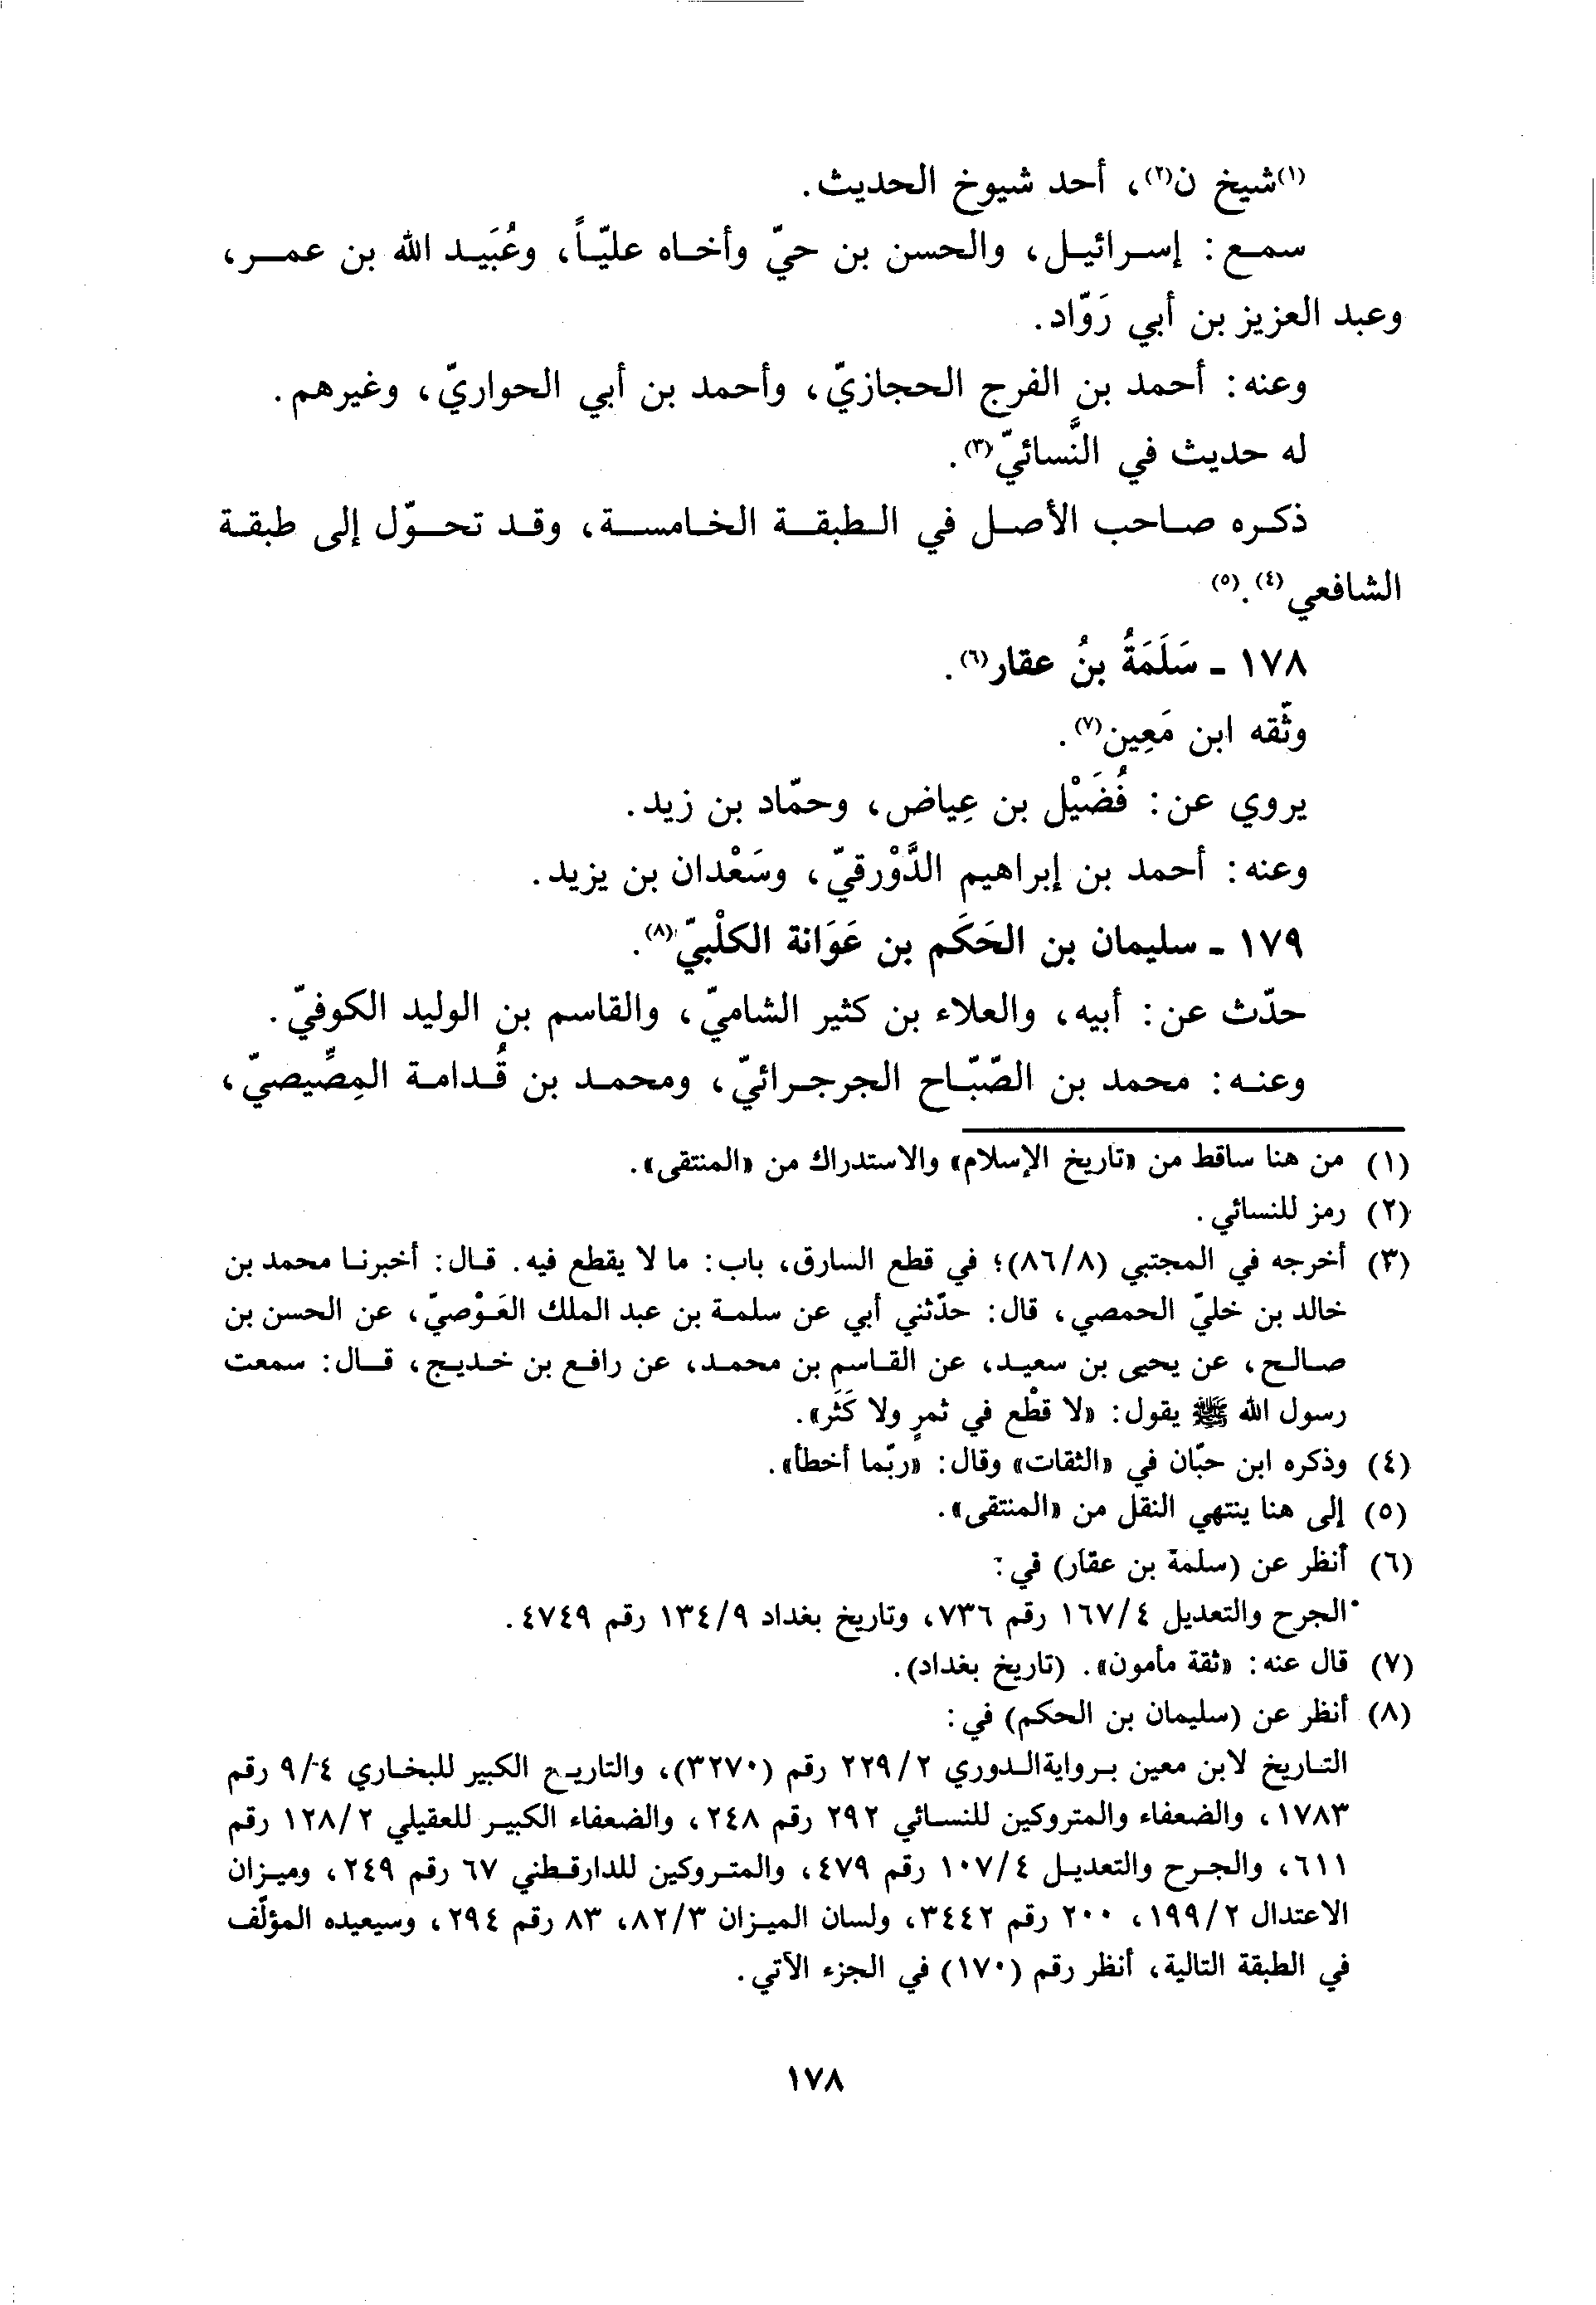 (١)شيخ ن(٢)، أحد شيوخ الحديث.
سمع: إسرائيل، والحسن بن حيّ وأخاه عليّاً، وعُبَيد الله بن عمر،
وعبد العزيز بن أبي رَوّاد.
وعنه: أحمد بن الفرج الحجازيّ، وأحمد بن أبي الحواريّ، وغيرهم.
له حديث في النَّسائيّ(٣).
ذكره صاحب الأصل في الطبقة الخامسة، وقد تحوّل إلى طبقة
الشافعي(٤).(٥)
١٧٨ ـ سَلَمَةُ بنُ عقار(٦).
وثّقه ابن مَعِين(٧).
يروي عن: فُضَيْل بن عِياض، وحمّاد بن زيد.
وعنه: أحمد بن إبراهيم الدَّوْرقيّ، وسَعْدان بن يزيد.
١٧٩ ـ سليمان بن الحَكَم بن عَوَانة الكلْبيّ(٨).
حدّث عن: أبيه، والعلاء بن كثير الشاميّ، والقاسم بن الوليد الكوفيّ.
وعنه: محمد بن الصّبّاح الجرجرائيّ، ومحمد بن قُدامة المِصِّيصيّ،
(١) من هنا ساقط من «تاريخ الإسلام» والاستدراك من «المنتقى».
(٢) رمز للنسائي.
(٣) أخرجه في المجتبي (٨٦/٨)؛ في قطع السارق، باب: ما لا يقطع فيه. قال: أخبرنا محمد بن
خالد بن خليّ الحمصي، قال: حدّثني أبي عن سلمة بن عبد الملك العَوْصيّ، عن الحسن بن
صالح، عن يحيى بن سعيد، عن القاسم بن محمد، عن رافع بن خديج، قال: سمعت
رسول الله ﷺ يقول: «لا قطْع في ثمرٍ ولا كَثَر».
(٤) وذكره ابن حبّان في «الثقات» وقال: «ربّما أخطأ».
(٥) إلى هنا ينتهي النقل من «المنتقى».
(٦) أنظر عن (سلمة بن عقار) في:
الجرح والتعديل ١٦٧/٤ رقم ٧٣٦، وتاريخ بغداد ١٣٤/٩ رقم ٤٧٤٩.
(٧) قال عنه: «ثقة مأمون». (تاريخ بغداد).
(٨) أنظر عن (سليمان بن الحكم) في:
التاريخ لابن معين بروايةالدوري ٢٢٩/٢ رقم (٣٢٧٠)، والتاريخ الكبير للبخاري ٩/٤ رقم
١٧٨٣، والضعفاء والمتروكين للنسائي ٢٩٢ رقم ٢٤٨، والضعفاء الكبير للعقيلي ١٢٨/٢ رقم
٦١١، والجرح والتعديل ١٠٧/٤ رقم ٤٧٩، والمتروكين للدارقطني ٦٧ رقم ٢٤٩، وميزان
الاعتدال ١٩٩/٢، ٢٠٠ رقم ٣٤٤٢، ولسان الميزان ٨٢/٣، ٨٣ رقم ٢٩٤، وسيعيده المؤلّف
في الطبقة التالية، أنظر رقم (١٧٠) في الجزء الآتي.
١٧٨